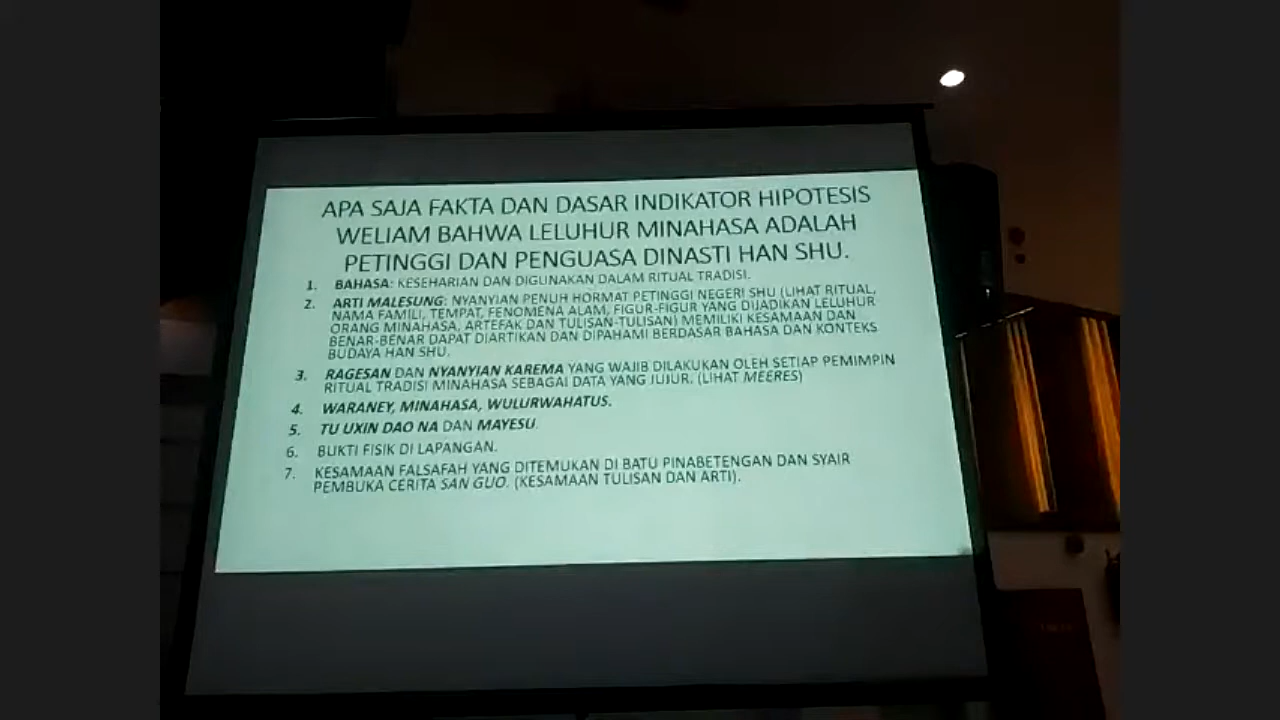 APA SAJA FAKTA DAN DASAR INDIKATOR HIPOTESIS
WELIAM BAHWA LELUHUR MINAHASA ADALAH
PETINGGI DAN PENGUASA DINASTI HAN SHU.
1. BAHASA: KESEHARIAN DAN DIGUNAKAN DALAM RITUAL TRADISI.
2. ARTI MALESUNG: NYANYIAN PENUH HORMAT PETINGGI NEGERI SHU (LIHAT RITUAL,
NAMA FAMILI, TEMPAT, FENOMENA ALAM, FIGUR-FIGUR YANG DIJADIKAN LELUHUR
ORANG MINAHASA, ARTEFAK DAN TULISAN-TULISAN) MEMILIKI KESAMAAN DAN
BENAR-BENAR DAPAT DIARTIKAN DAN DIPAHAMI BERDASAR BAHASA DAN KONTEKS
BUDAYA HAN SHU.
3. RAGESAN DAN NYANYIAN KAREMA YANG WAJIB DILAKUKAN OLEH SETIAP PEMIMPIN
RITUAL TRADISI MINAHASA SEBAGAI DATA YANG JUJUR. (LIHAT MEERES)
4. WARANEY, MINAHASA, WULURWAHATUS.
5. TU UXIN DAO NA DAN MAYESU.
6. BUKTI FISIK DI LAPANGAN.
7. KESAMAAN FALSAFAH YANG DITEMUKAN DI BATU PINABETENGAN DAN SYAIR
PEMBUKA CERITA SAN GUO. (KESAMAAN TULISAN DAN ARTI).